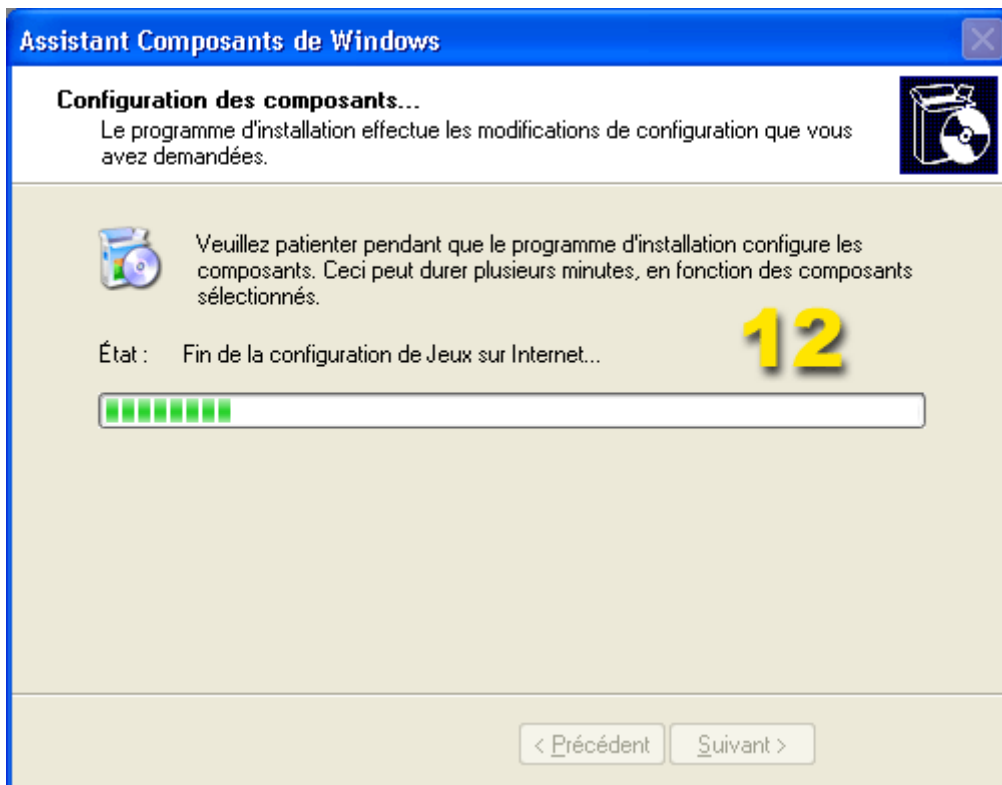 Assistant Composants de Windows
Configuration des composants...
Le programme d'installation effectue les modifications de configuration que vous
avez demandées.
Veuillez patienter pendant que le programme d'installation configure les
composants. Ceci peut durer plusieurs minutes, en fonction des composants
sélectionnés.
12
État : Fin de la configuration de Jeux sur Internet...
< Précédent Suivant >